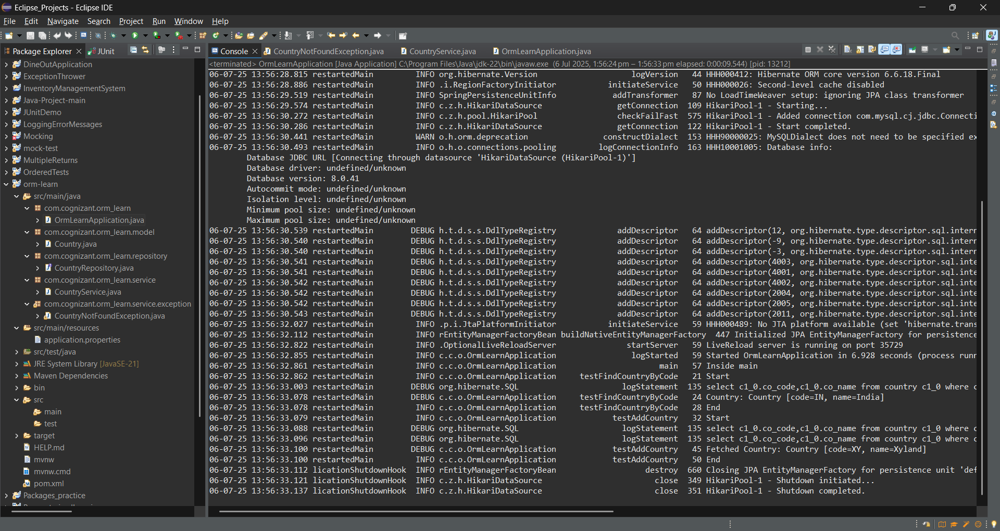 Eclipse_Projects - Eclipse IDE
File Edit Navigate Search Project Run Window Help
Package Explorer JUnit
DineOutApplication
ExceptionThrower
InventoryManagementSystem
Java-Project-main
JUnitDemo
LoggingErrorMessages
Mocking
mock-test
MultipleReturns
OrderedTests
orm-learn
src/main/java
com.cognizant.orm_learn
OrmLearnApplication.java
com.cognizant.orm_learn.model
Country.java
com.cognizant.orm_learn.repository
CountryRepository.java
com.cognizant.orm_learn.service
CountryService.java
com.cognizant.orm_learn.service.exception
CountryNotFoundException.java
src/main/resources
application.properties
src/test/java
JRE System Library [JavaSE-21]
Maven Dependencies
bin
src
main
test
target
HELP.md
mvnw
mvnw.cmd
pom.xml
Packages_practice
Console CountryNotFoundException.java CountryService.java OrmLearnApplication.java
<terminated> OrmLearnApplication [Java Application] C:\Program Files\Java\jdk-22\bin\javaw.exe (6 Jul 2025, 1:56:24 pm – 1:56:33 pm elapsed: 0:00:09.544) [pid: 13212]
06-07-25 13:56:28.815 restartedMain INFO org.hibernate.Version logVersion 44 HHH000412: Hibernate ORM core version 6.6.18.Final
06-07-25 13:56:28.886 restartedMain INFO .i.RegionFactoryInitiator initiateService 50 HHH000026: Second-level cache disabled
06-07-25 13:56:29.519 restartedMain INFO SpringPersistenceUnitInfo addTransformer 87 No LoadTimeWeaver setup: ignoring JPA class transformer
06-07-25 13:56:29.574 restartedMain INFO c.z.h.HikariDataSource getConnection 109 HikariPool-1 - Starting...
06-07-25 13:56:30.272 restartedMain INFO c.z.h.pool.HikariPool checkFailFast 575 HikariPool-1 - Added connection com.mysql.cj.jdbc.Connecti
06-07-25 13:56:30.286 restartedMain INFO c.z.h.HikariDataSource getConnection 122 HikariPool-1 - Start completed.
06-07-25 13:56:30.441 restartedMain WARN o.h.orm.deprecation constructDialect 153 HHH90000025: MySQLDialect does not need to be specified ex
06-07-25 13:56:30.493 restartedMain INFO o.h.o.connections.pooling logConnectionInfo 163 HHH10001005: Database info:
Database JDBC URL [Connecting through datasource 'HikariDataSource (HikariPool-1)']
Database driver: undefined/unknown
Database version: 8.0.41
Autocommit mode: undefined/unknown
Isolation level: undefined/unknown
Minimum pool size: undefined/unknown
Maximum pool size: undefined/unknown
06-07-25 13:56:30.539 restartedMain DEBUG h.t.d.s.s.DdlTypeRegistry addDescriptor 64 addDescriptor(12, org.hibernate.type.descriptor.sql.intern
06-07-25 13:56:30.540 restartedMain DEBUG h.t.d.s.s.DdlTypeRegistry addDescriptor 64 addDescriptor(-9, org.hibernate.type.descriptor.sql.intern
06-07-25 13:56:30.540 restartedMain DEBUG h.t.d.s.s.DdlTypeRegistry addDescriptor 64 addDescriptor(-3, org.hibernate.type.descriptor.sql.intern
06-07-25 13:56:30.541 restartedMain DEBUG h.t.d.s.s.DdlTypeRegistry addDescriptor 64 addDescriptor(4003, org.hibernate.type.descriptor.sql.inte
06-07-25 13:56:30.541 restartedMain DEBUG h.t.d.s.s.DdlTypeRegistry addDescriptor 64 addDescriptor(4001, org.hibernate.type.descriptor.sql.inte
06-07-25 13:56:30.542 restartedMain DEBUG h.t.d.s.s.DdlTypeRegistry addDescriptor 64 addDescriptor(4002, org.hibernate.type.descriptor.sql.inte
06-07-25 13:56:30.542 restartedMain DEBUG h.t.d.s.s.DdlTypeRegistry addDescriptor 64 addDescriptor(2004, org.hibernate.type.descriptor.sql.inte
06-07-25 13:56:30.542 restartedMain DEBUG h.t.d.s.s.DdlTypeRegistry addDescriptor 64 addDescriptor(2005, org.hibernate.type.descriptor.sql.inte
06-07-25 13:56:30.543 restartedMain DEBUG h.t.d.s.s.DdlTypeRegistry addDescriptor 64 addDescriptor(2011, org.hibernate.type.descriptor.sql.inte
06-07-25 13:56:32.027 restartedMain INFO .p.i.JtaPlatformInitiator initiateService 59 HHH000489: No JTA platform available (set 'hibernate.trans
06-07-25 13:56:32.112 restartedMain INFO rEntityManagerFactoryBean buildNativeEntityManagerFactory 447 Initialized JPA EntityManagerFactory for persistence
06-07-25 13:56:32.822 restartedMain INFO .OptionalLiveReloadServer startServer 59 LiveReload server is running on port 35729
06-07-25 13:56:32.855 restartedMain INFO c.c.o.OrmLearnApplication logStarted 59 Started OrmLearnApplication in 6.928 seconds (process runn
06-07-25 13:56:32.861 restartedMain INFO c.c.o.OrmLearnApplication main 57 Inside main
06-07-25 13:56:32.862 restartedMain INFO c.c.o.OrmLearnApplication testFindCountryByCode 21 Start
06-07-25 13:56:33.003 restartedMain DEBUG org.hibernate.SQL logStatement 135 select c1_0.co_code,c1_0.co_name from country c1_0 where c
06-07-25 13:56:33.078 restartedMain DEBUG c.c.o.OrmLearnApplication testFindCountryByCode 24 Country: Country [code=IN, name=India]
06-07-25 13:56:33.078 restartedMain INFO c.c.o.OrmLearnApplication testFindCountryByCode 28 End
06-07-25 13:56:33.079 restartedMain INFO c.c.o.OrmLearnApplication testAddCountry 32 Start
06-07-25 13:56:33.088 restartedMain DEBUG org.hibernate.SQL logStatement 135 select c1_0.co_code,c1_0.co_name from country c1_0 where c
06-07-25 13:56:33.096 restartedMain DEBUG org.hibernate.SQL logStatement 135 select c1_0.co_code,c1_0.co_name from country c1_0 where c
06-07-25 13:56:33.100 restartedMain DEBUG c.c.o.OrmLearnApplication testAddCountry 45 Fetched Country: Country [code=XY, name=Xyland]
06-07-25 13:56:33.100 restartedMain INFO c.c.o.OrmLearnApplication testAddCountry 50 End
06-07-25 13:56:33.112 licationShutdownHook INFO rEntityManagerFactoryBean destroy 660 Closing JPA EntityManagerFactory for persistence unit 'def
06-07-25 13:56:33.121 licationShutdownHook INFO c.z.h.HikariDataSource close 349 HikariPool-1 - Shutdown initiated...
06-07-25 13:56:33.137 licationShutdownHook INFO c.z.h.HikariDataSource close 351 HikariPool-1 - Shutdown completed.